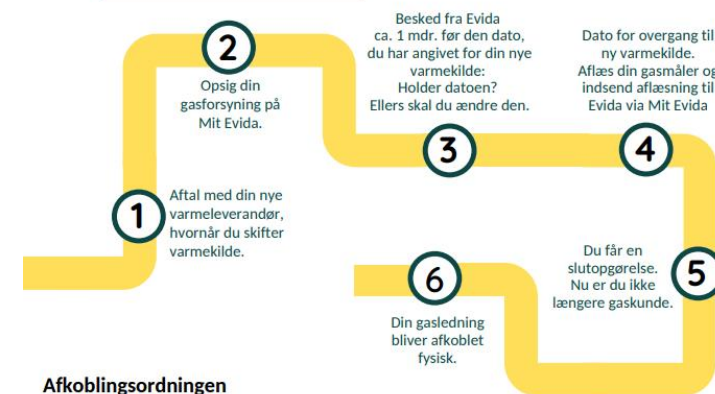 1
Aftal med din nye
varmeleverandør,
hvornår du skifter
varmekilde.
2
Opsig din
gasforsyning på
Mit Evida.
Besked fra Evida
ca. 1 mdr. før den dato,
du har angivet for din nye
varmekilde:
Holder datoen?
Ellers skal du ændre den.
3
Dato for overgang til
ny varmekilde.
Aflæs din gasmåler og
indsend aflæsning til
Evida via Mit Evida
4
Du får en
slutopgørelse.
Nu er du ikke
længere gaskunde.
5
6
Din gasledning
bliver afkoblet
fysisk.
Afkoblingsordningen